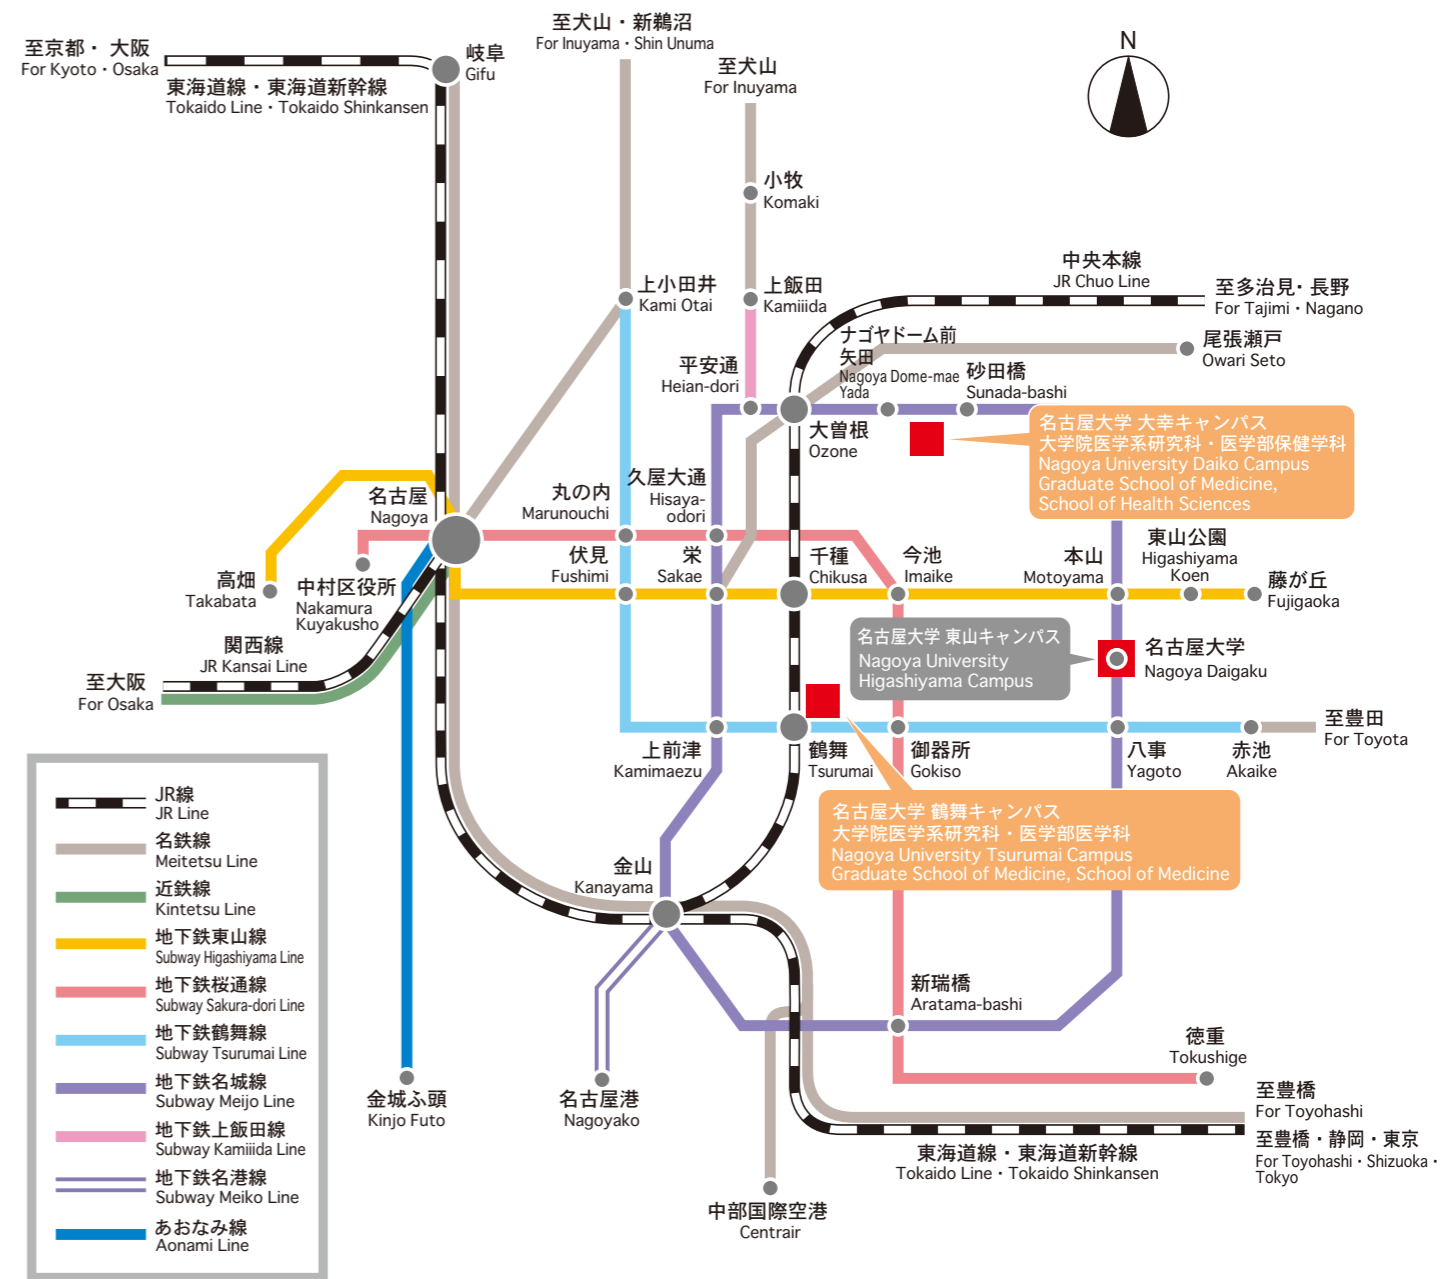 至京都・ 大阪
For Kyoto・Osaka
東海道線・東海道新幹線
Tokaido Line・Tokaido Shinkansen
岐阜
Gifu
至犬山・新鵜沼
For Inuyama・Shin Unuma
至犬山
For Inuyama
N
小牧
Komaki
上小田井
Kami Otai
上飯田
Kamiiida
中央本線
JR Chuo Line
至多治見・長野
For Tajimi・Nagano
ナゴヤドーム前
矢田
Nagoya Dome-mae
Yada
尾張瀬戸
Owari Seto
平安通
Heian-dori
砂田橋
Sunada-bashi
大曽根
Ozone
名古屋大学 大幸キャンパス
大学院医学系研究科・医学部保健学科
Nagoya University Daiko Campus
Graduate School of Medicine,
School of Health Sciences
名古屋
Nagoya
丸の内
Marunouchi
久屋大通
Hisaya-
odori
高畑
Takabata
中村区役所
Nakamura
Kuyakusho
伏見
Fushimi
栄
Sakae
千種
Chikusa
今池
Imaike
本山
Motoyama
東山公園
Higashiyama
Koen
藤が丘
Fujigaoka
関西線
JR Kansai Line
至大阪
For Osaka
名古屋大学 東山キャンパス
Nagoya University
Higashiyama Campus
名古屋大学
Nagoya Daigaku
上前津
Kamimaezu
鶴舞
Tsurumai
御器所
Gokiso
八事
Yagoto
赤池
Akaike
至豊田
For Toyota
名古屋大学 鶴舞キャンパス
大学院医学系研究科・医学部医学科
Nagoya University Tsurumai Campus
Graduate School of Medicine, School of Medicine
金山
Kanayama
新瑞橋
Aratama-bashi
徳重
Tokushige
金城ふ頭
Kinjo Futo
名古屋港
Nagoyako
中部国際空港
Centrair
東海道線・東海道新幹線
Tokaido Line・Tokaido Shinkansen
至豊橋
For Toyohashi
至豊橋・静岡・東京
For Toyohashi・Shizuoka・
Tokyo
JR線
JR Line
名鉄線
Meitetsu Line
近鉄線
Kintetsu Line
地下鉄東山線
Subway Higashiyama Line
地下鉄桜通線
Subway Sakura-dori Line
地下鉄鶴舞線
Subway Tsurumai Line
地下鉄名城線
Subway Meijo Line
地下鉄上飯田線
Subway Kamiiida Line
地下鉄名港線
Subway Meiko Line
あおなみ線
Aonami Line